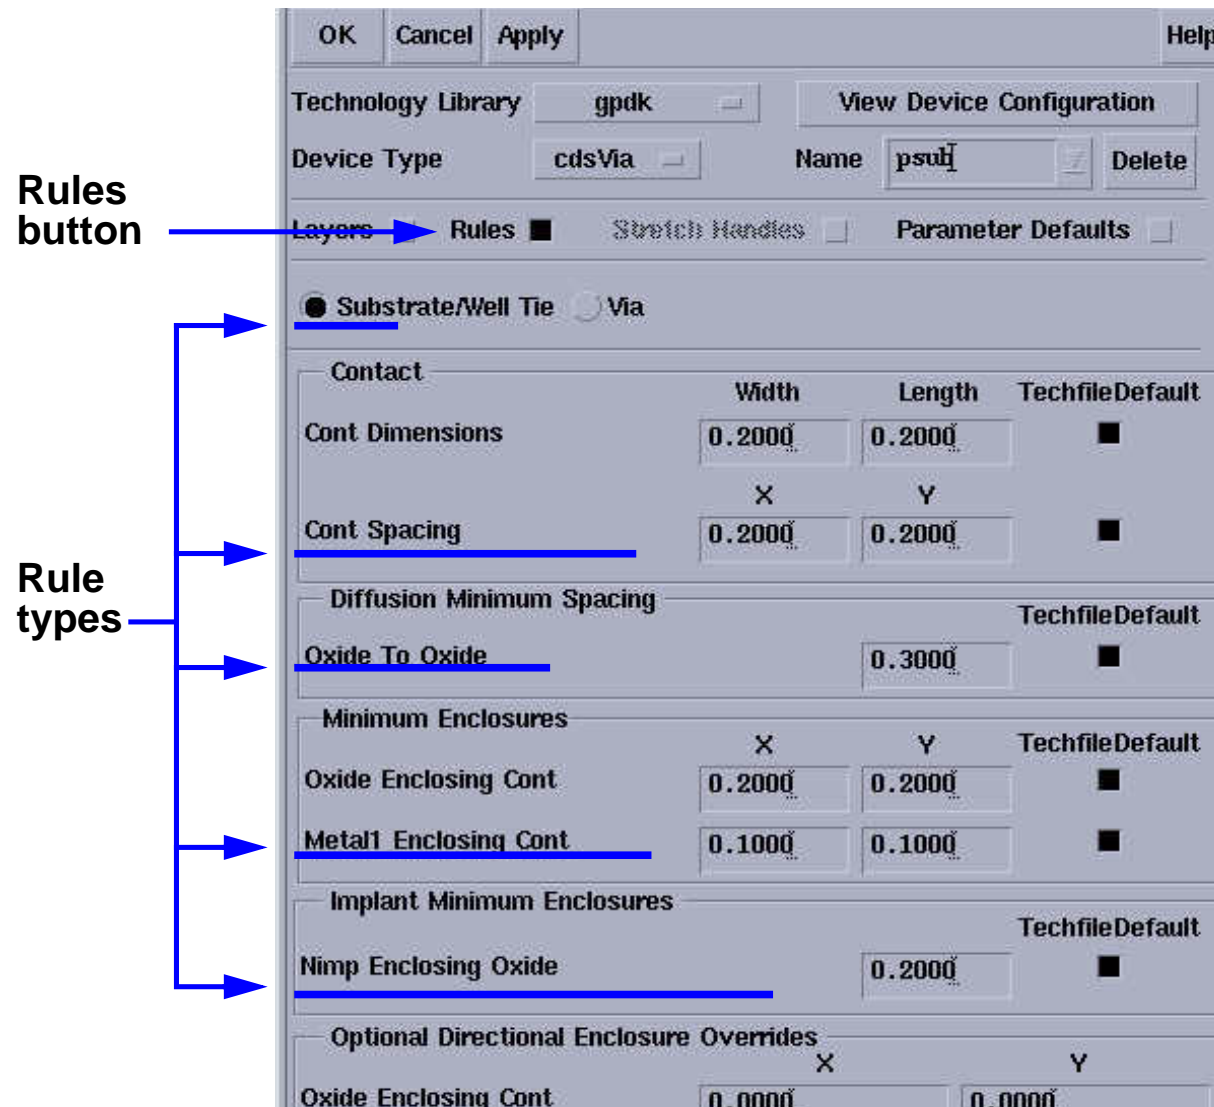 OK Cancel Apply Help
Technology Library gpdk View Device Configuration
Device Type cdsVia Name psub Delete
Rules
button
Layers Rules Stretch Handles Parameter Defaults
Substrate/Well Tie Via
Contact
Width Length TechfileDefault
Cont Dimensions 0.2000 0.2000
X Y
Cont Spacing 0.2000 0.2000
Rule
types
Diffusion Minimum Spacing
TechfileDefault
Oxide To Oxide 0.3000
Minimum Enclosures
X Y TechfileDefault
Oxide Enclosing Cont 0.2000 0.2000
Metal1 Enclosing Cont 0.1000 0.1000
Implant Minimum Enclosures
TechfileDefault
Nimp Enclosing Oxide 0.2000
Optional Directional Enclosure Overrides
X Y
Oxide Enclosing Cont 0.0000 0.0000